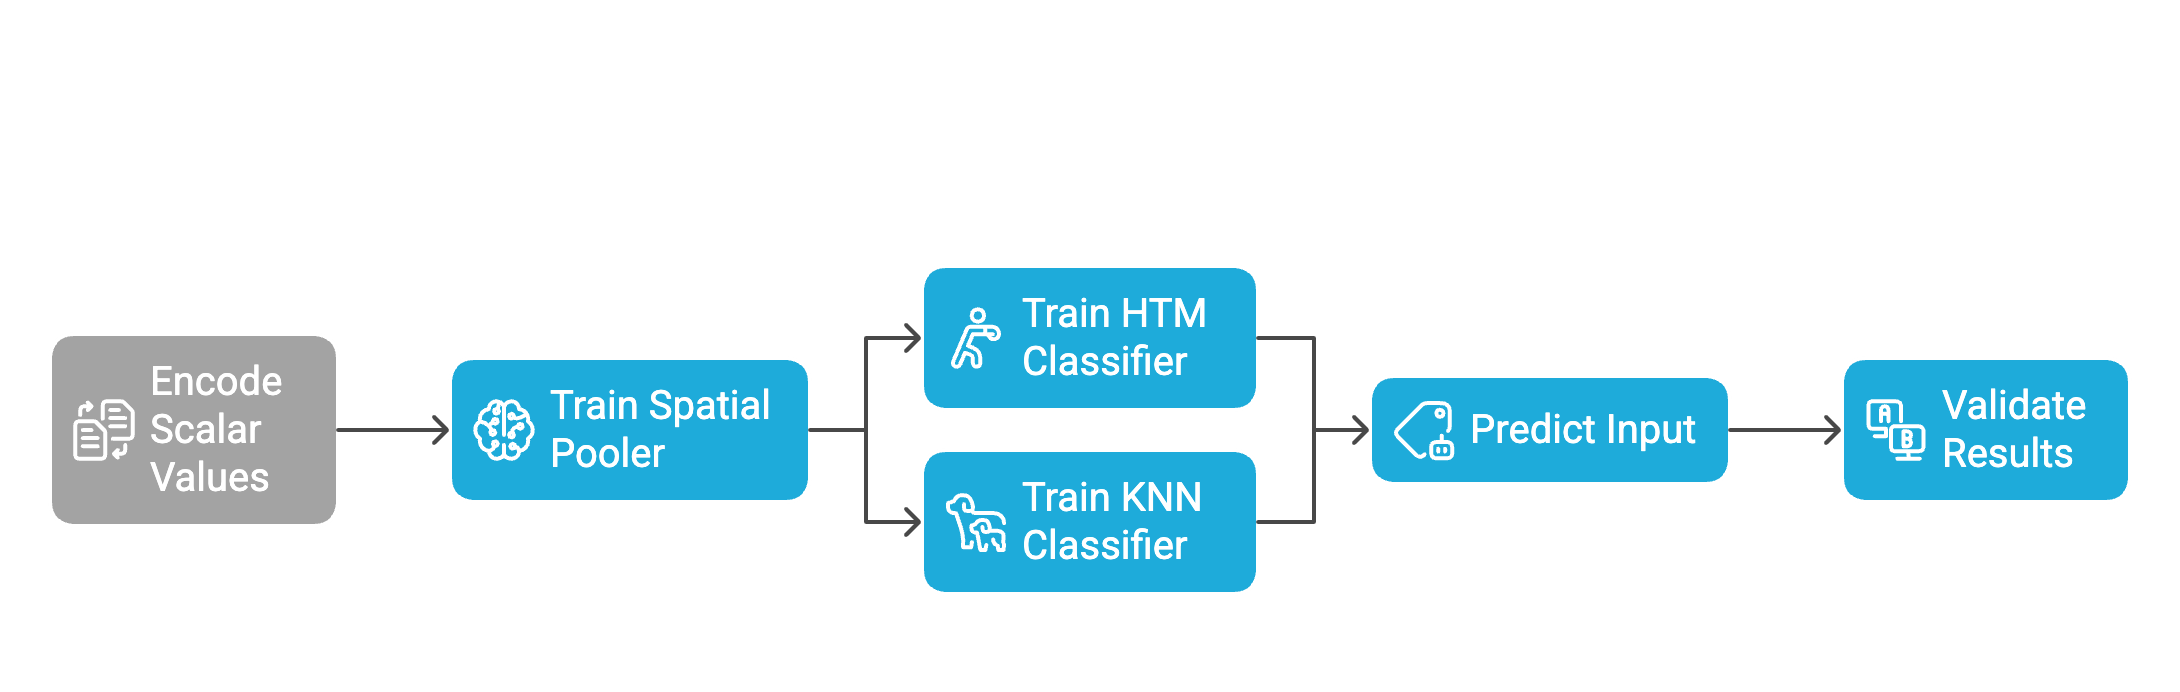 Encode
Scalar
Values
Train Spatial
Pooler
Train HTM
Classifier
Train KNN
Classifier
Predict Input
A
B
Validate
Results